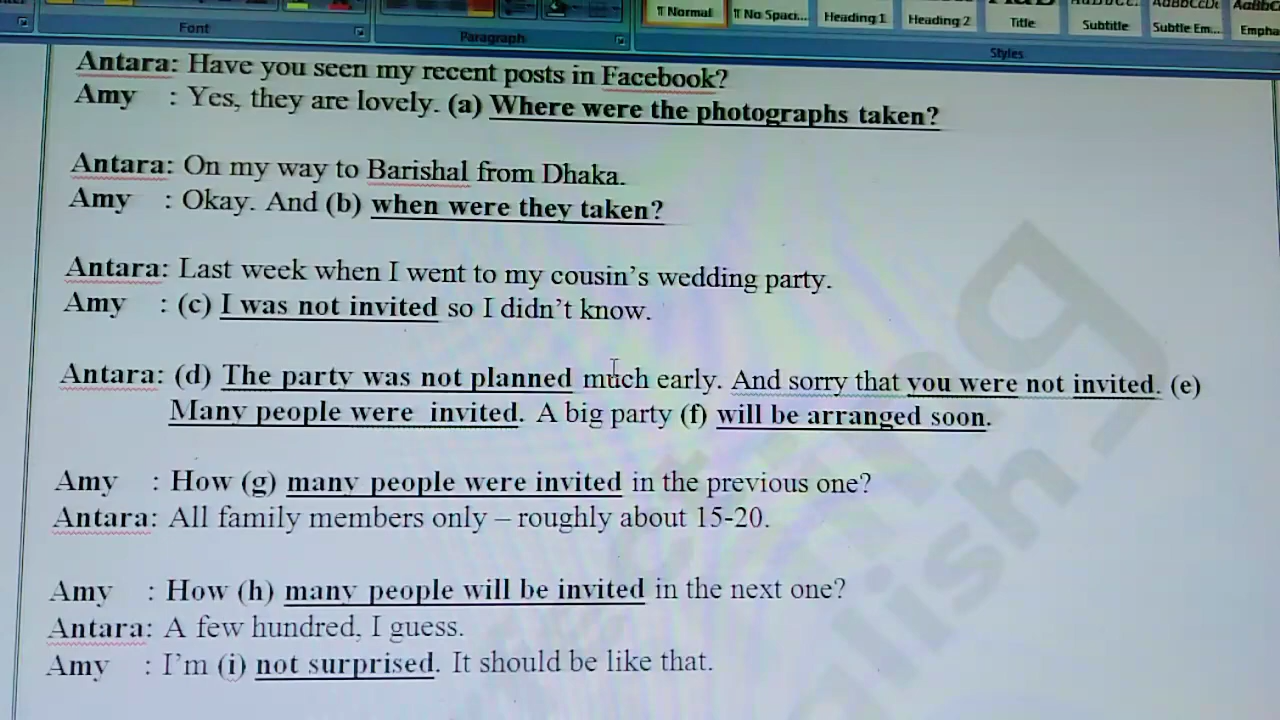 Font
Paragraph
¶ Normal ¶ No Spaci... Heading 1 Heading 2 Title Subtitle Subtle Em... Empha
Styles
Antara: Have you seen my recent posts in Facebook?
Amy : Yes, they are lovely. (a) Where were the photographs taken?
Antara: On my way to Barishal from Dhaka.
Amy : Okay. And (b) when were they taken?
Antara: Last week when I went to my cousin's wedding party.
Amy : (c) I was not invited so I didn't know.
Antara: (d) The party was not planned much early. And sorry that you were not invited. (e)
Many people were invited. A big party (f) will be arranged soon.
Amy : How (g) many people were invited in the previous one?
Antara: All family members only – roughly about 15-20.
Amy : How (h) many people will be invited in the next one?
Antara: A few hundred, I guess.
Amy : I'm (i) not surprised. It should be like that.